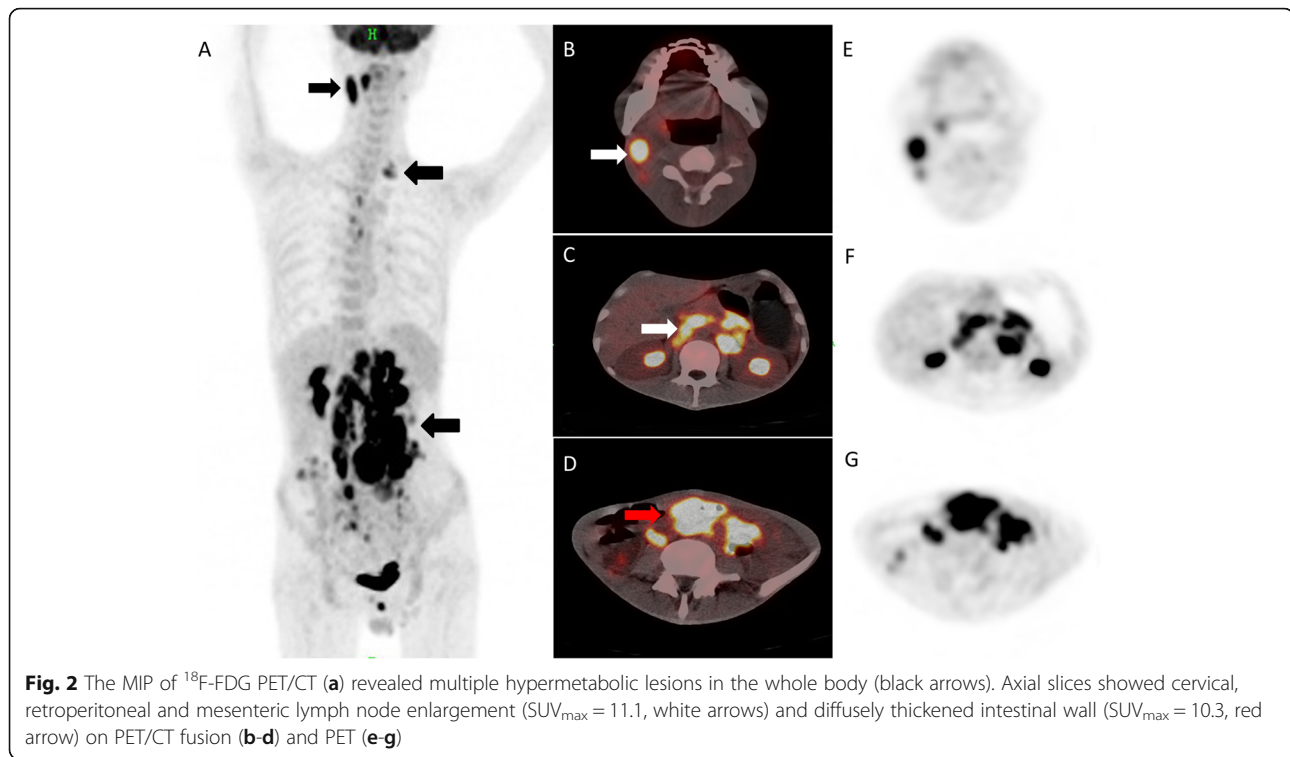 A
H
B
E
C
F
D
G
Fig. 2 The MIP of ¹⁸F-FDG PET/CT (a) revealed multiple hypermetabolic lesions in the whole body (black arrows). Axial slices showed cervical,
retroperitoneal and mesenteric lymph node enlargement (SUVmax = 11.1, white arrows) and diffusely thickened intestinal wall (SUVmax = 10.3, red
arrow) on PET/CT fusion (b-d) and PET (e-g)